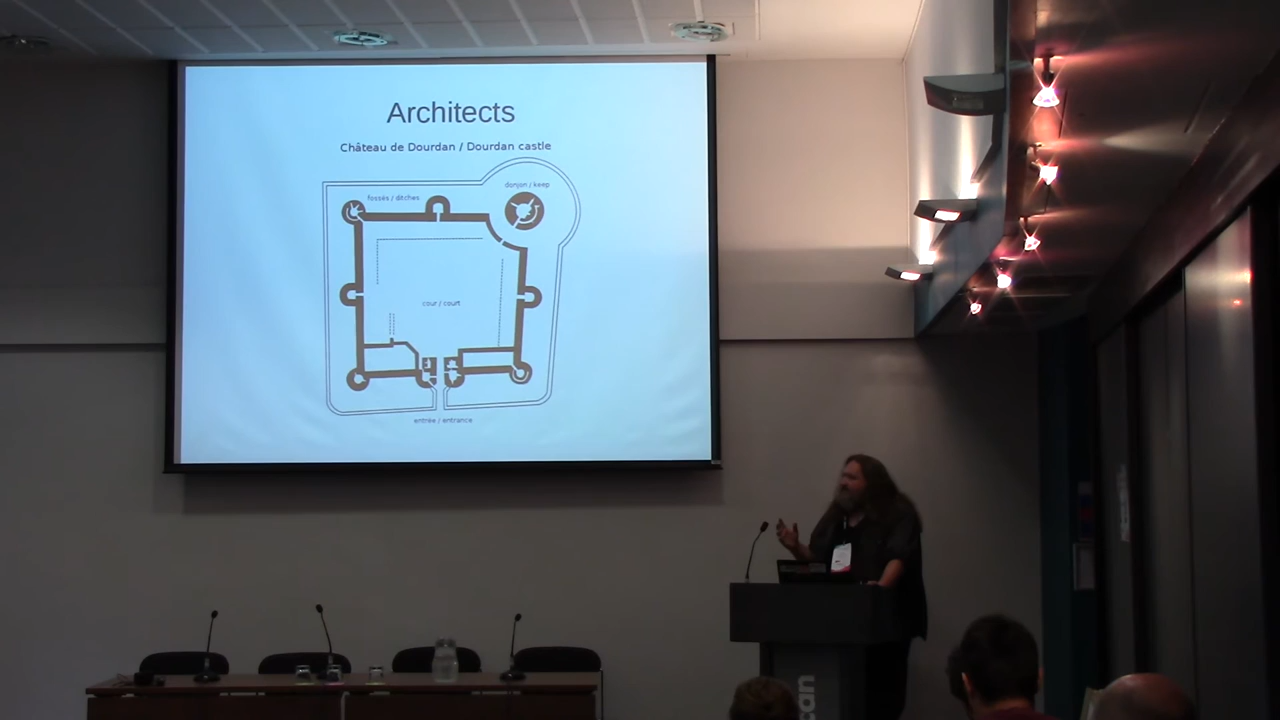 Architects
Château de Dourdan / Dourdan castle
donjon / keep
fossés / ditches
cour / court
entrée / entrance